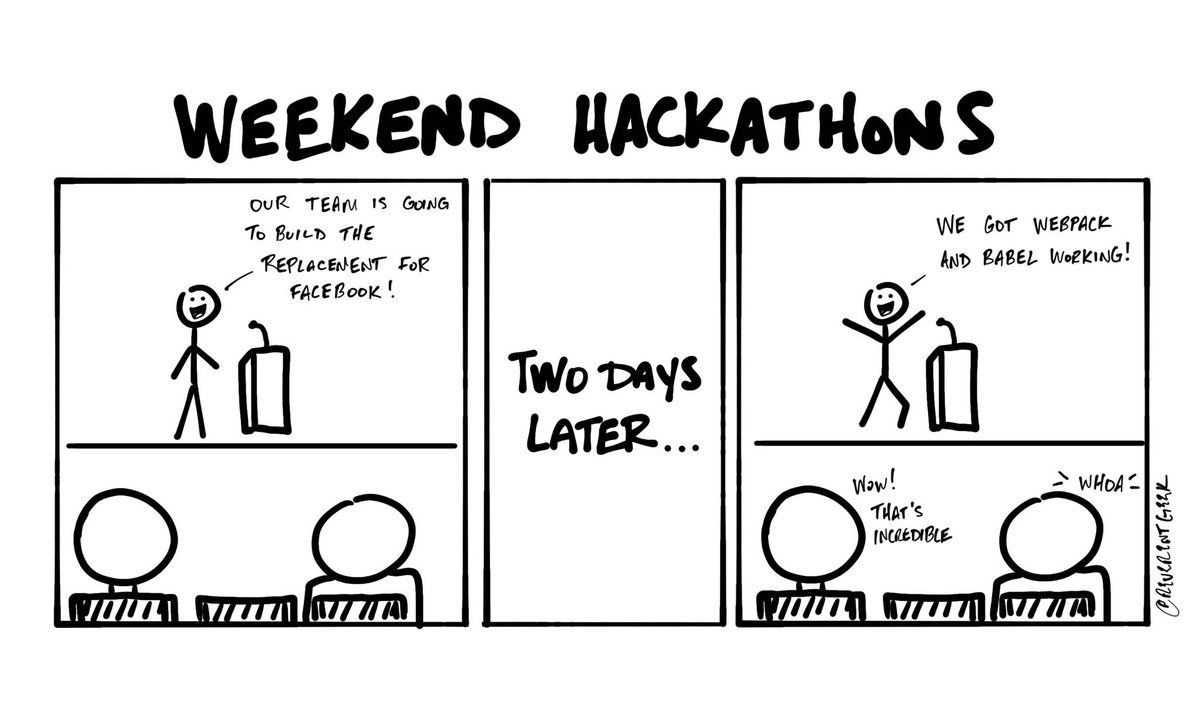 WEEKEND HACKATHONS
OUR TEAM IS GOING
TO BUILD THE
REPLACEMENT FOR
FACEBOOK!
TWO DAYS
LATER...
WE GOT WEBPACK
AND BABEL WORKING!
WOW!
THAT'S
INCREDIBLE
WHOA
@REVERENTGEEK